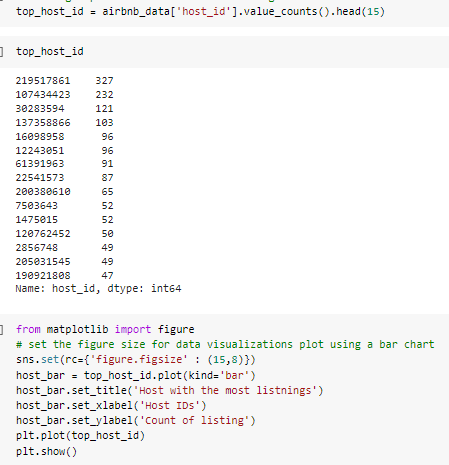 top_host_id = airbnb_data['host_id'].value_counts().head(15)
top_host_id
219517861 327
107434423 232
30283594 121
137358866 103
16098958 96
12243051 96
61391963 91
22541573 87
200380610 65
7503643 52
1475015 52
120762452 50
2856748 49
205031545 49
190921808 47
Name: host_id, dtype: int64
from matplotlib import figure
# set the figure size for data visualizations plot using a bar chart
sns.set(rc={'figure.figsize' : (15,8)})
host_bar = top_host_id.plot(kind='bar')
host_bar.set_title('Host with the most listnings')
host_bar.set_xlabel('Host IDs')
host_bar.set_ylabel('Count of listing')
plt.plot(top_host_id)
plt.show()